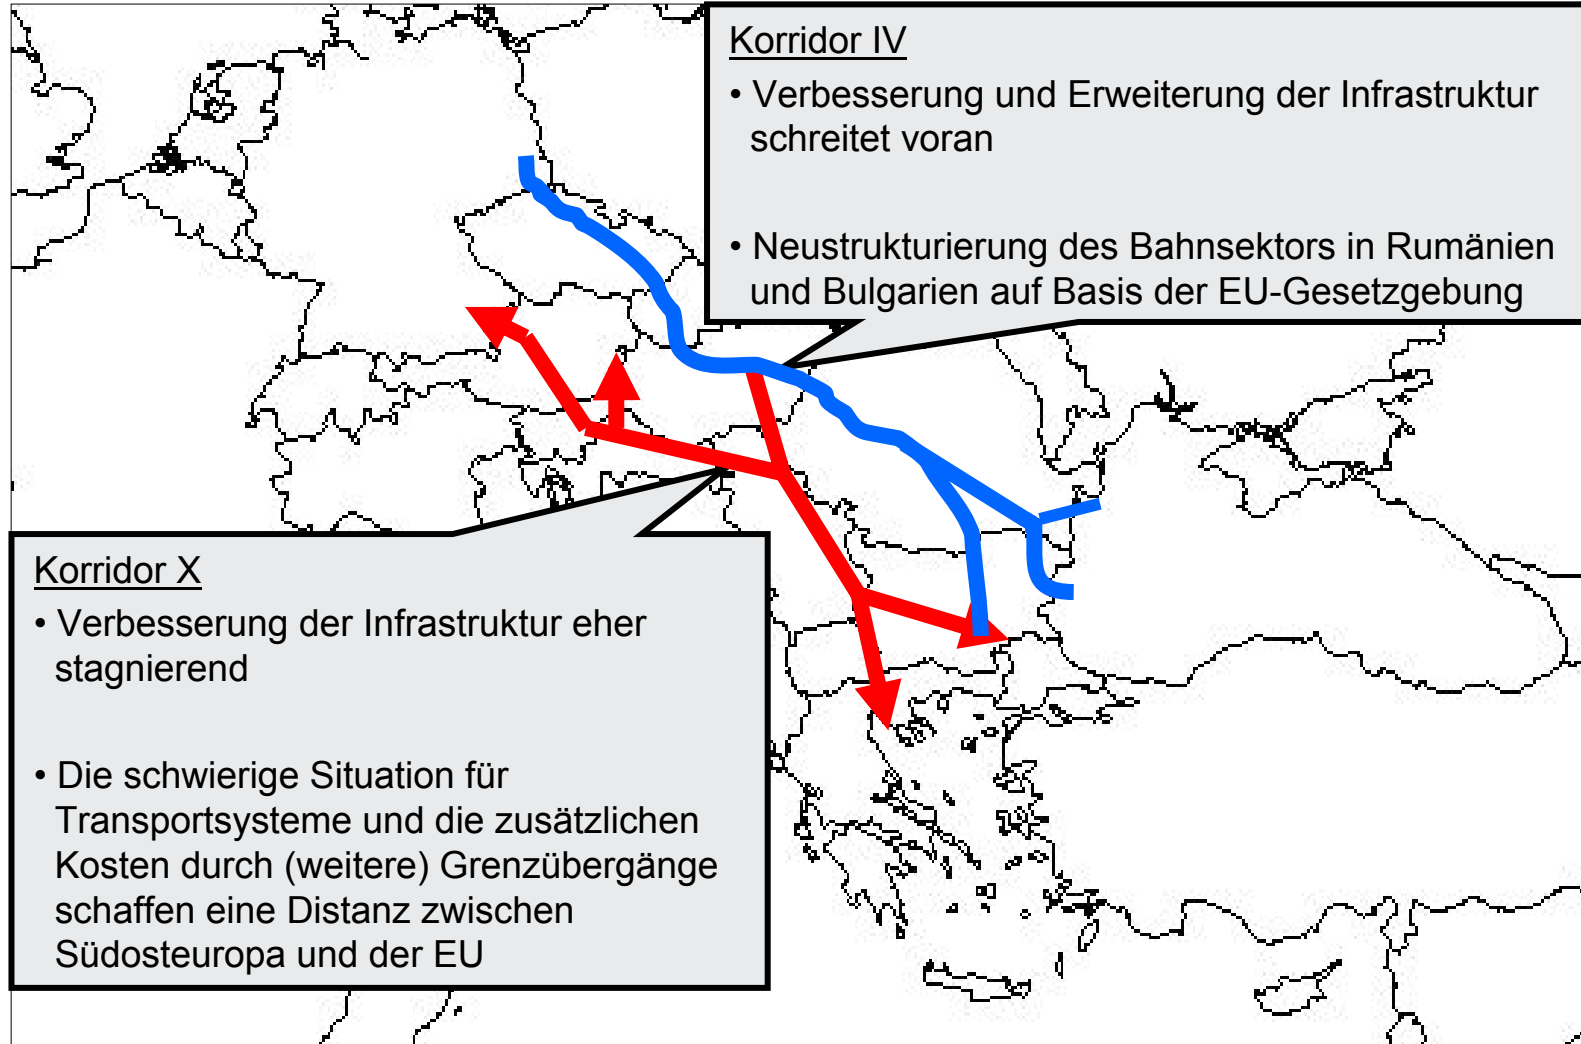 Korridor IV
• Verbesserung und Erweiterung der Infrastruktur
schreitet voran
• Neustrukturierung des Bahnsektors in Rumänien
und Bulgarien auf Basis der EU-Gesetzgebung
Korridor X
• Verbesserung der Infrastruktur eher
stagnierend
• Die schwierige Situation für
Transportsysteme und die zusätzlichen
Kosten durch (weitere) Grenzübergänge
schaffen eine Distanz zwischen
Südosteuropa und der EU